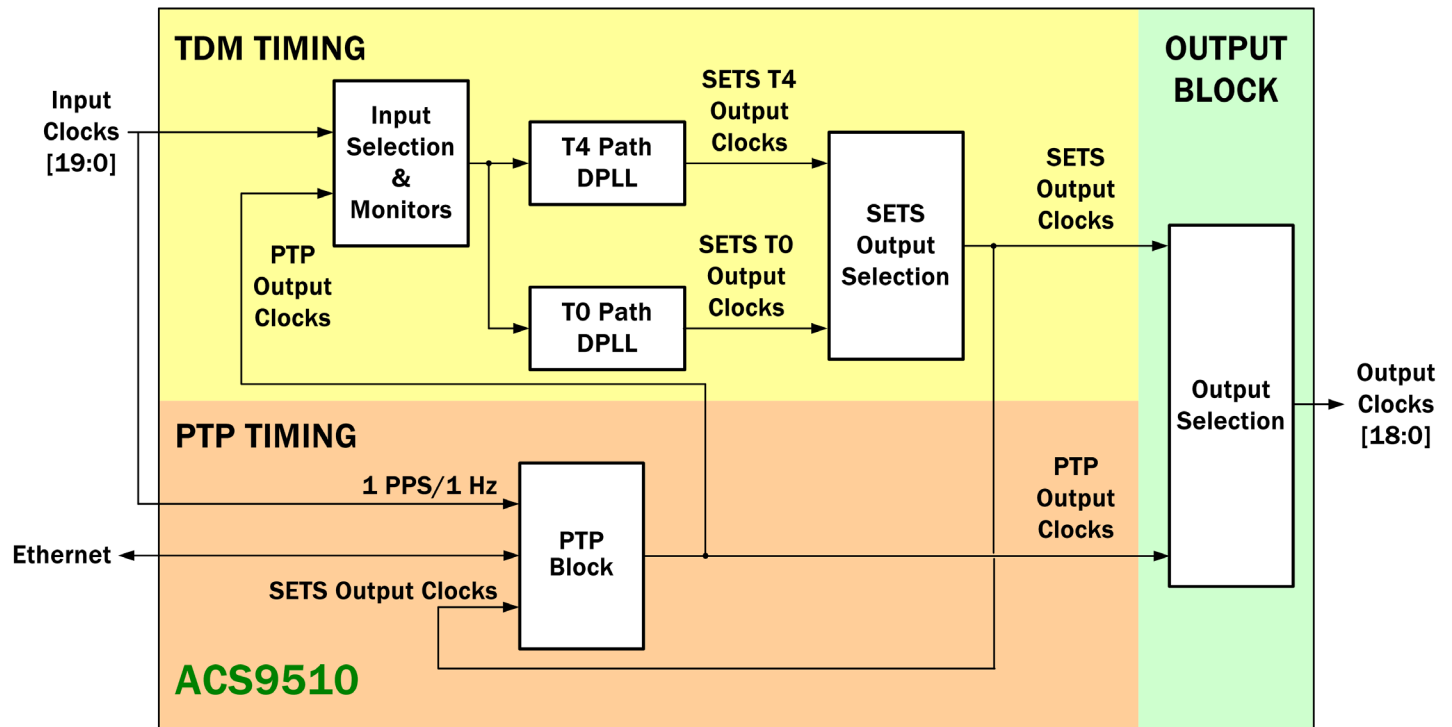 TDM TIMING
OUTPUT
BLOCK
Input
Clocks
[19:0]
Input
Selection
&
Monitors
T4 Path
DPLL
SETS T4
Output
Clocks
SETS
Output
Selection
SETS
Output
Clocks
PTP
Output
Clocks
T0 Path
DPLL
SETS T0
Output
Clocks
Output
Selection
Output
Clocks
[18:0]
PTP TIMING
1 PPS/1 Hz
Ethernet
SETS Output Clocks
PTP
Block
PTP
Output
Clocks
ACS9510